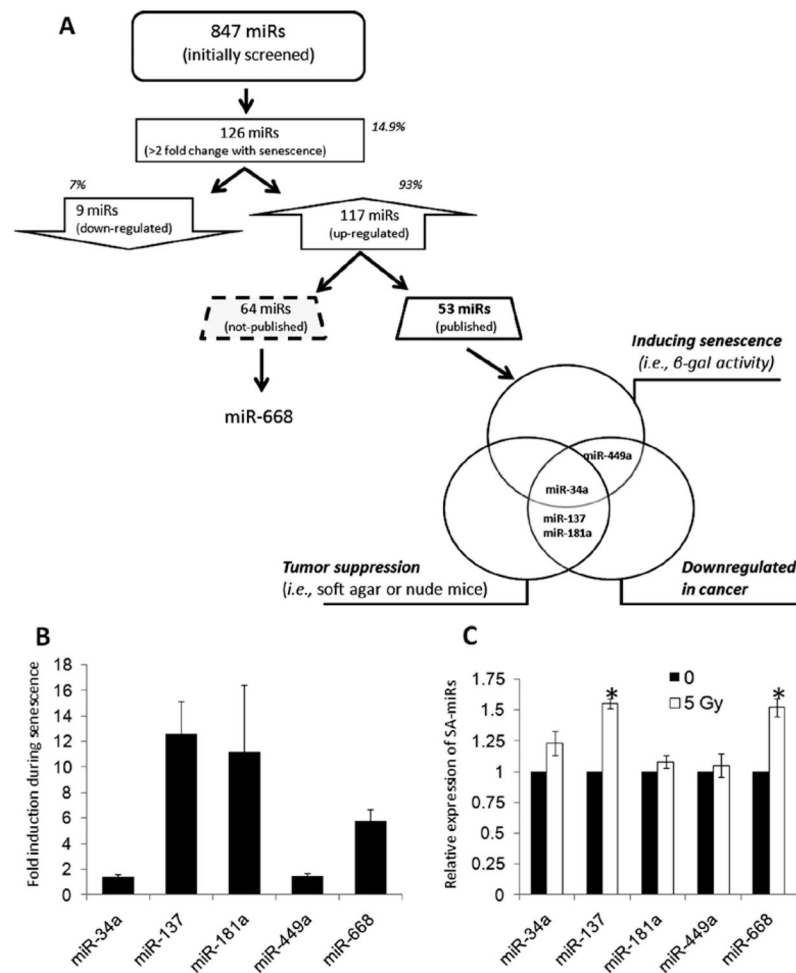 A
847 miRs
(initially screened)
126 miRs
(>2 fold change with senescence)
14.9%
7%
93%
9 miRs
(down-regulated)
117 miRs
(up-regulated)
64 miRs
(not-published)
53 miRs
(published)
miR-668
Inducing senescence
(i.e., β-gal activity)
miR-449a
miR-34a
miR-137
miR-181a
Tumor suppression
(i.e., soft agar or nude mice)
Downregulated
in cancer
B
Fold induction during senescence
18
16
14
12
10
8
6
4
2
0
miR-34a
miR-137
miR-181a
miR-449a
miR-668
C
Relative expression of SA-miRs
1.75
1.5
1.25
1
0.75
0.5
0.25
0
0
5 Gy
*
*
miR-34a
miR-137
miR-181a
miR-449a
miR-668